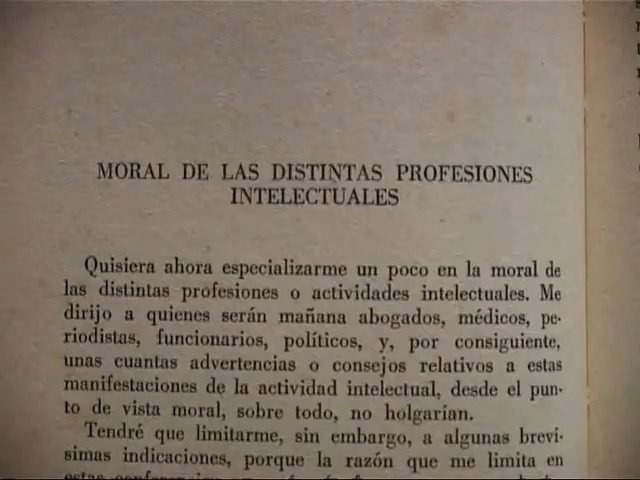 MORAL DE LAS DISTINTAS PROFESIONES
INTELECTUALES
Quisiera ahora especializarme un poco en la moral de
las distintas profesiones o actividades intelectuales. Me
dirijo a quienes serán mañana abogados, médicos, pe-
riodistas, funcionarios, políticos, y, por consiguiente,
unas cuantas advertencias o consejos relativos a estas
manifestaciones de la actividad intelectual, desde el pun-
to de vista moral, sobre todo, no holgarían.
Tendré que limitarme, sin embargo, a algunas breví-
simas indicaciones, porque la razón que me limita en